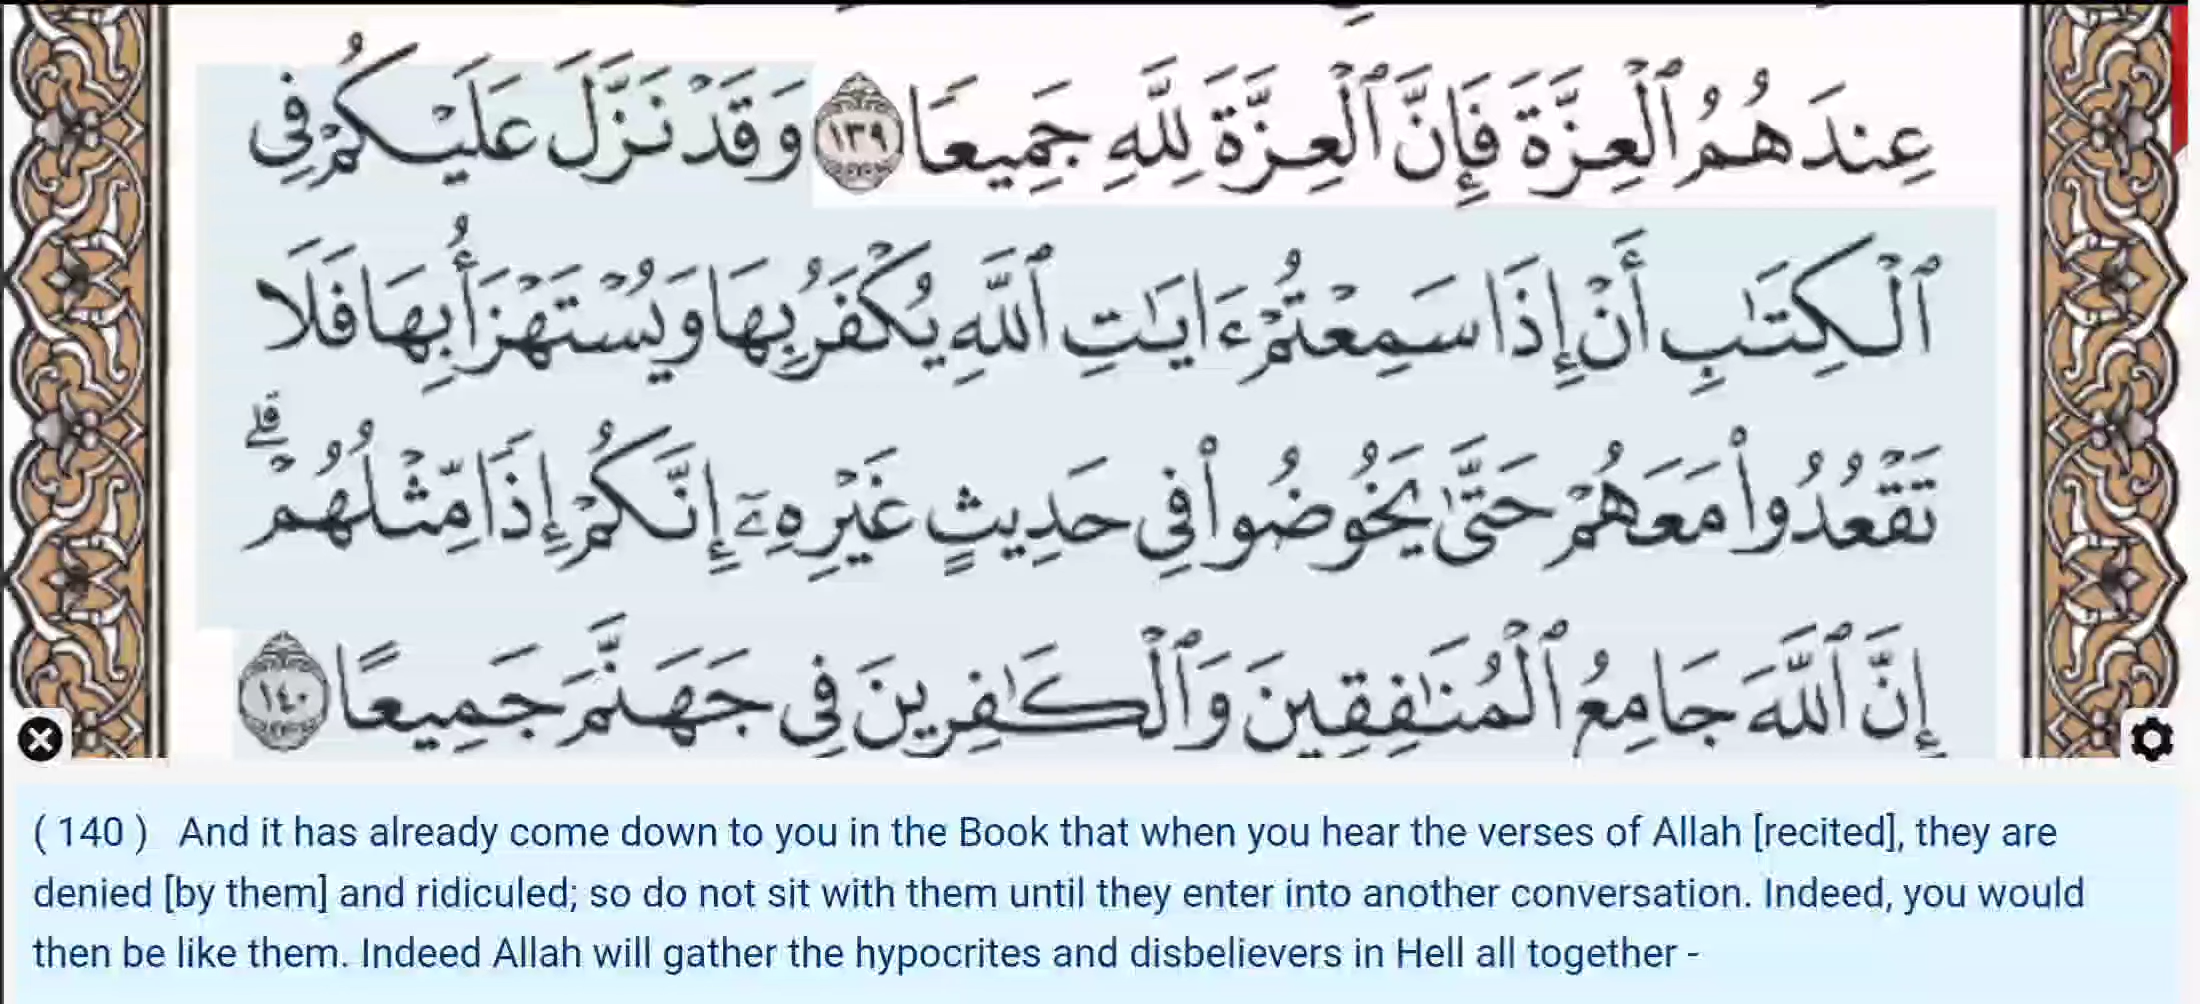 عِندَهُمُ ٱلْعِزَّةَ فَإِنَّ ٱلْعِزَّةَ لِلَّهِ جَمِيعًا ١٣٩ وَقَدْ نَزَّلَ عَلَيْكُمْ فِى
ٱلْكِتَٰبِ أَنْ إِذَا سَمِعْتُمْ ءَايَٰتِ ٱللَّهِ يُكْفَرُ بِهَا وَيُسْتَهْزَأُ بِهَا فَلَا
تَقْعُدُوا۟ مَعَهُمْ حَتَّىٰ يَخُوضُوا۟ فِى حَدِيثٍ غَيْرِهِۦٓ إِنَّكُمْ إِذًا مِّثْلُهُمْ ۗ
إِنَّ ٱللَّهَ جَامِعُ ٱلْمُنَٰفِقِينَ وَٱلْكَٰفِرِينَ فِى جَهَنَّمَ جَمِيعًا ١٤٠
( 140 ) And it has already come down to you in the Book that when you hear the verses of Allah [recited], they are
denied [by them] and ridiculed; so do not sit with them until they enter into another conversation. Indeed, you would
then be like them. Indeed Allah will gather the hypocrites and disbelievers in Hell all together -